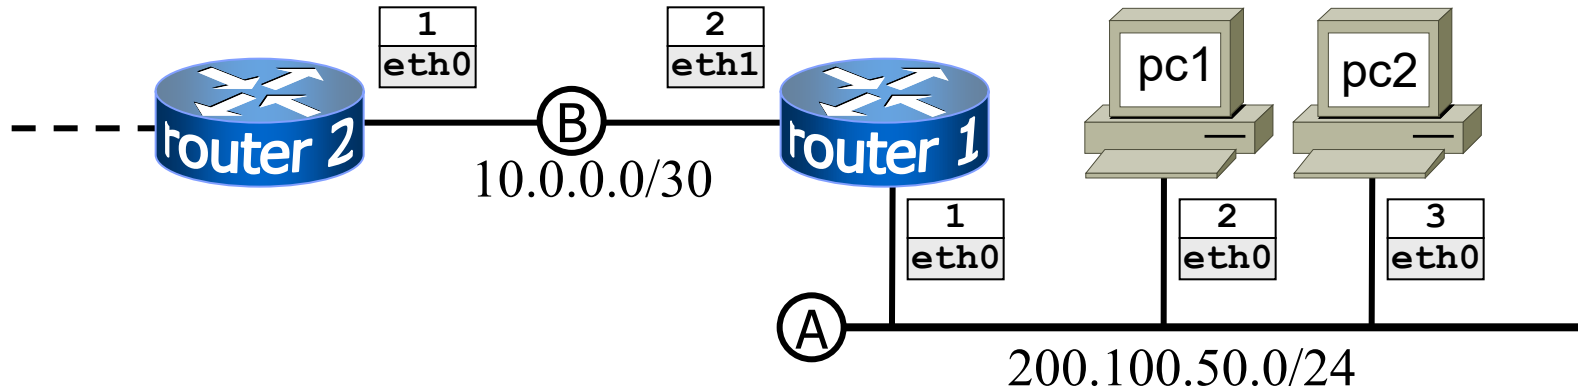 1
eth0
2
eth1
pc1
pc2
router 2
B
router 1
10.0.0.0/30
1
eth0
2
eth0
3
eth0
A
200.100.50.0/24